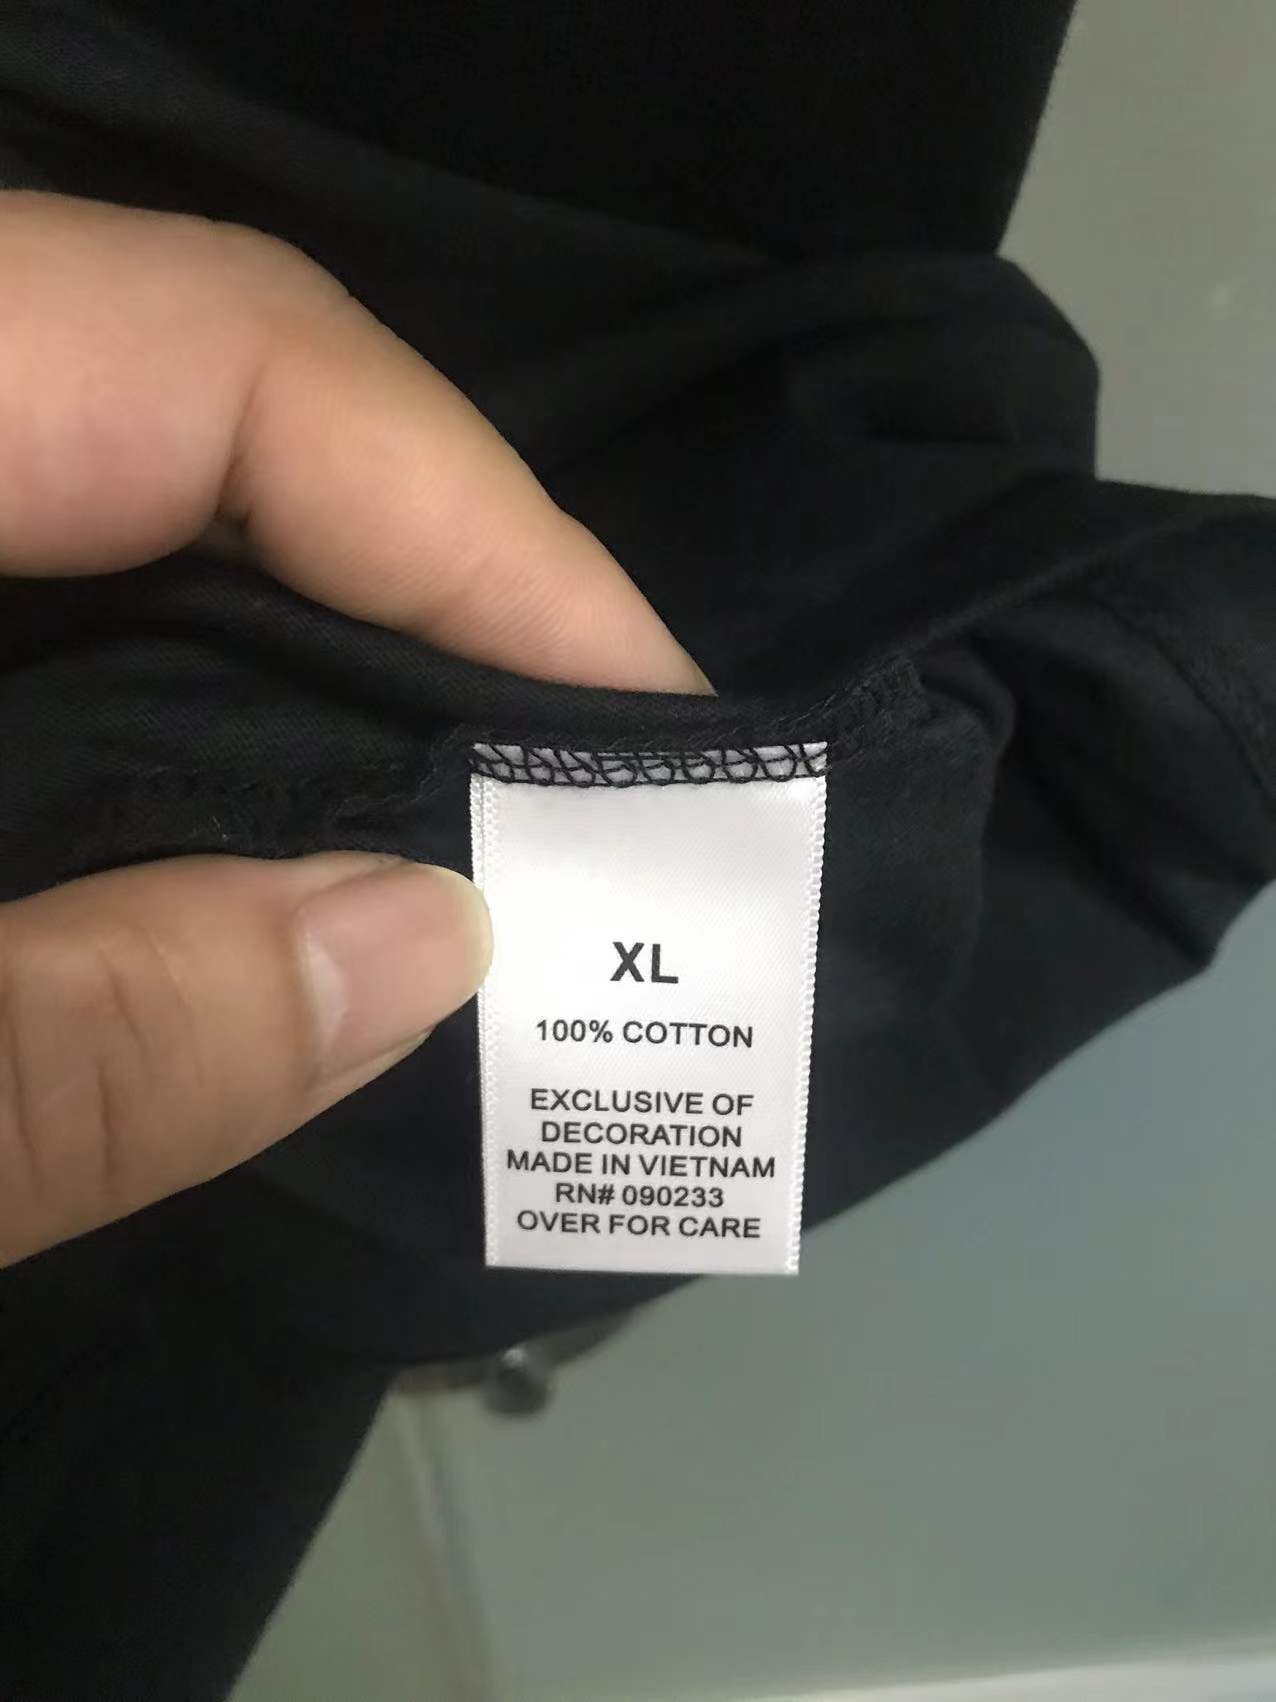 XL
100% COTTON
EXCLUSIVE OF
DECORATION
MADE IN VIETNAM
RN# 090233
OVER FOR CARE